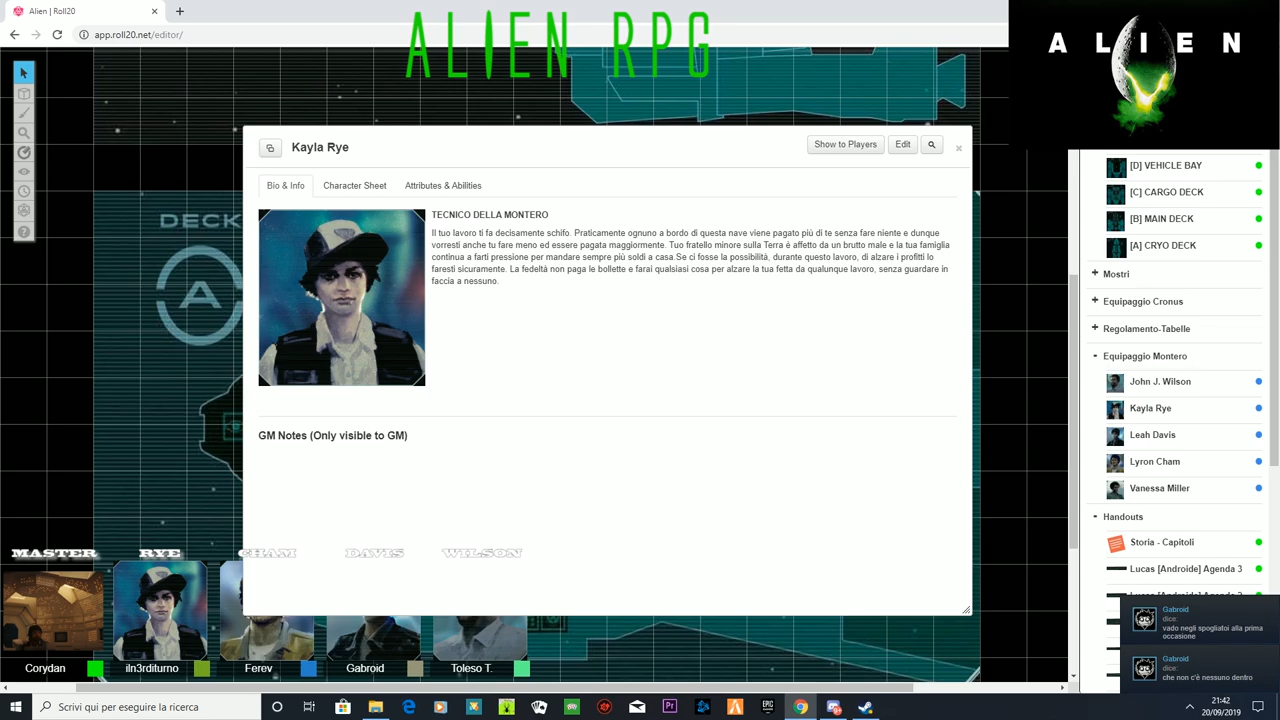 Alien | Roll20
app.roll20.net/editor/
ALIEN RPG
ALIEN
DECK
A
Kayla Rye
Show to Players
Edit
Bio & Info
Character Sheet
Attributes & Abilities
TECNICO DELLA MONTERO
Il tuo lavoro ti fa decisamente schifo. Praticamente ognuno a bordo di questa nave viene pagato più di te senza fare niente e dunque
vorresti anche tu fare meno ed essere pagata maggiormente. Tuo fratello minore sulla Terra è affetto da un brutto male e la tua famiglia
continua a farti pressione per mandare sempre più soldi a casa.Se ci fosse la possibilità, durante questo lavoro, di alzare i profitti lo
faresti sicuramente. La fedeltà non paga le bollette e farai qualsiasi cosa per alzare la tua fetta da qualunque lavoro, senza guardare in
faccia a nessuno.
GM Notes (Only visible to GM)
[D] VEHICLE BAY
[C] CARGO DECK
[B] MAIN DECK
[A] CRYO DECK
Mostri
Equipaggio Cronus
Regolamento-Tabelle
Equipaggio Montero
John J. Wilson
Kayla Rye
Leah Davis
Lyron Cham
Vanessa Miller
Handouts
Storia - Capitoli
Lucas [Androide] Agenda 3
MASTER
RYE
CHAM
DAVIS
WILSON
Corydan
iln3rditurno
Ferev
Gabroid
Toleso T.
Gabroid
dice:
vado negli spogliatoi alla prima
occasione
Gabroid
dice:
che non c'è nessuno dentro
Scrivi qui per eseguire la ricerca
21:42
20/09/2019